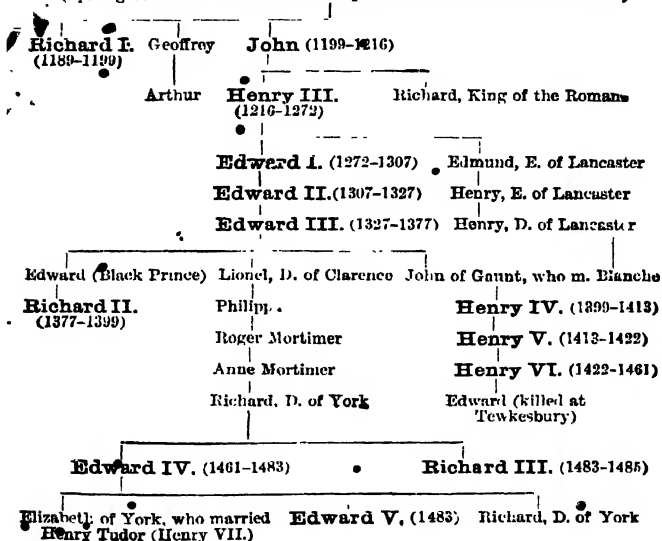 Richard I. Geoffrey John (1199-1216)
(1189-1199)
Arthur Henry III. Richard, King of the Romans
(1216-1272)
Edward I. (1272-1307) Edmund, E. of Lancaster
Edward II. (1307-1327) Henry, E. of Lancaster
Edward III. (1327-1377) Henry, D. of Lancaster
Edward (Black Prince) Lionel, D. of Clarence John of Gaunt, who m. Blanche
Richard II. Philipp. Henry IV. (1399-1413)
(1377-1399)
Roger Mortimer Henry V. (1413-1422)
Anne Mortimer Henry VI. (1422-1461)
Richard, D. of York Edward (killed at
Tewkesbury)
Edward IV. (1461-1483) Richard III. (1483-1485)
Elizabeth of York, who married Edward V. (1483) Richard, D. of York
Henry Tudor (Henry VII.)